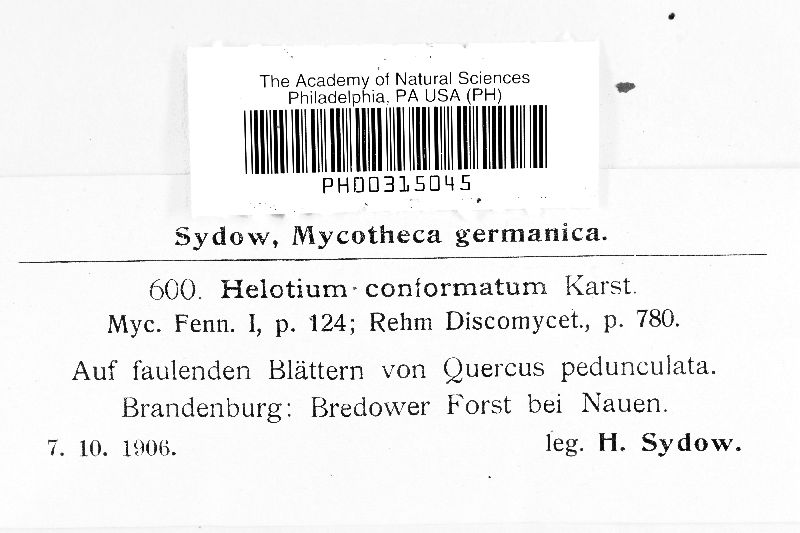 The Academy of Natural Sciences
Philadelphia, PA USA (PH)
PH00315045
Sydow, Mycotheca germanica.
600. Helotium conformatum Karst.
Myc. Fenn. I, p. 124; Rehm Discomycet., p. 780.
Auf faulenden Blättern von Quercus pedunculata.
Brandenburg: Bredower Forst bei Nauen.
7. 10. 1906. leg. H. Sydow.